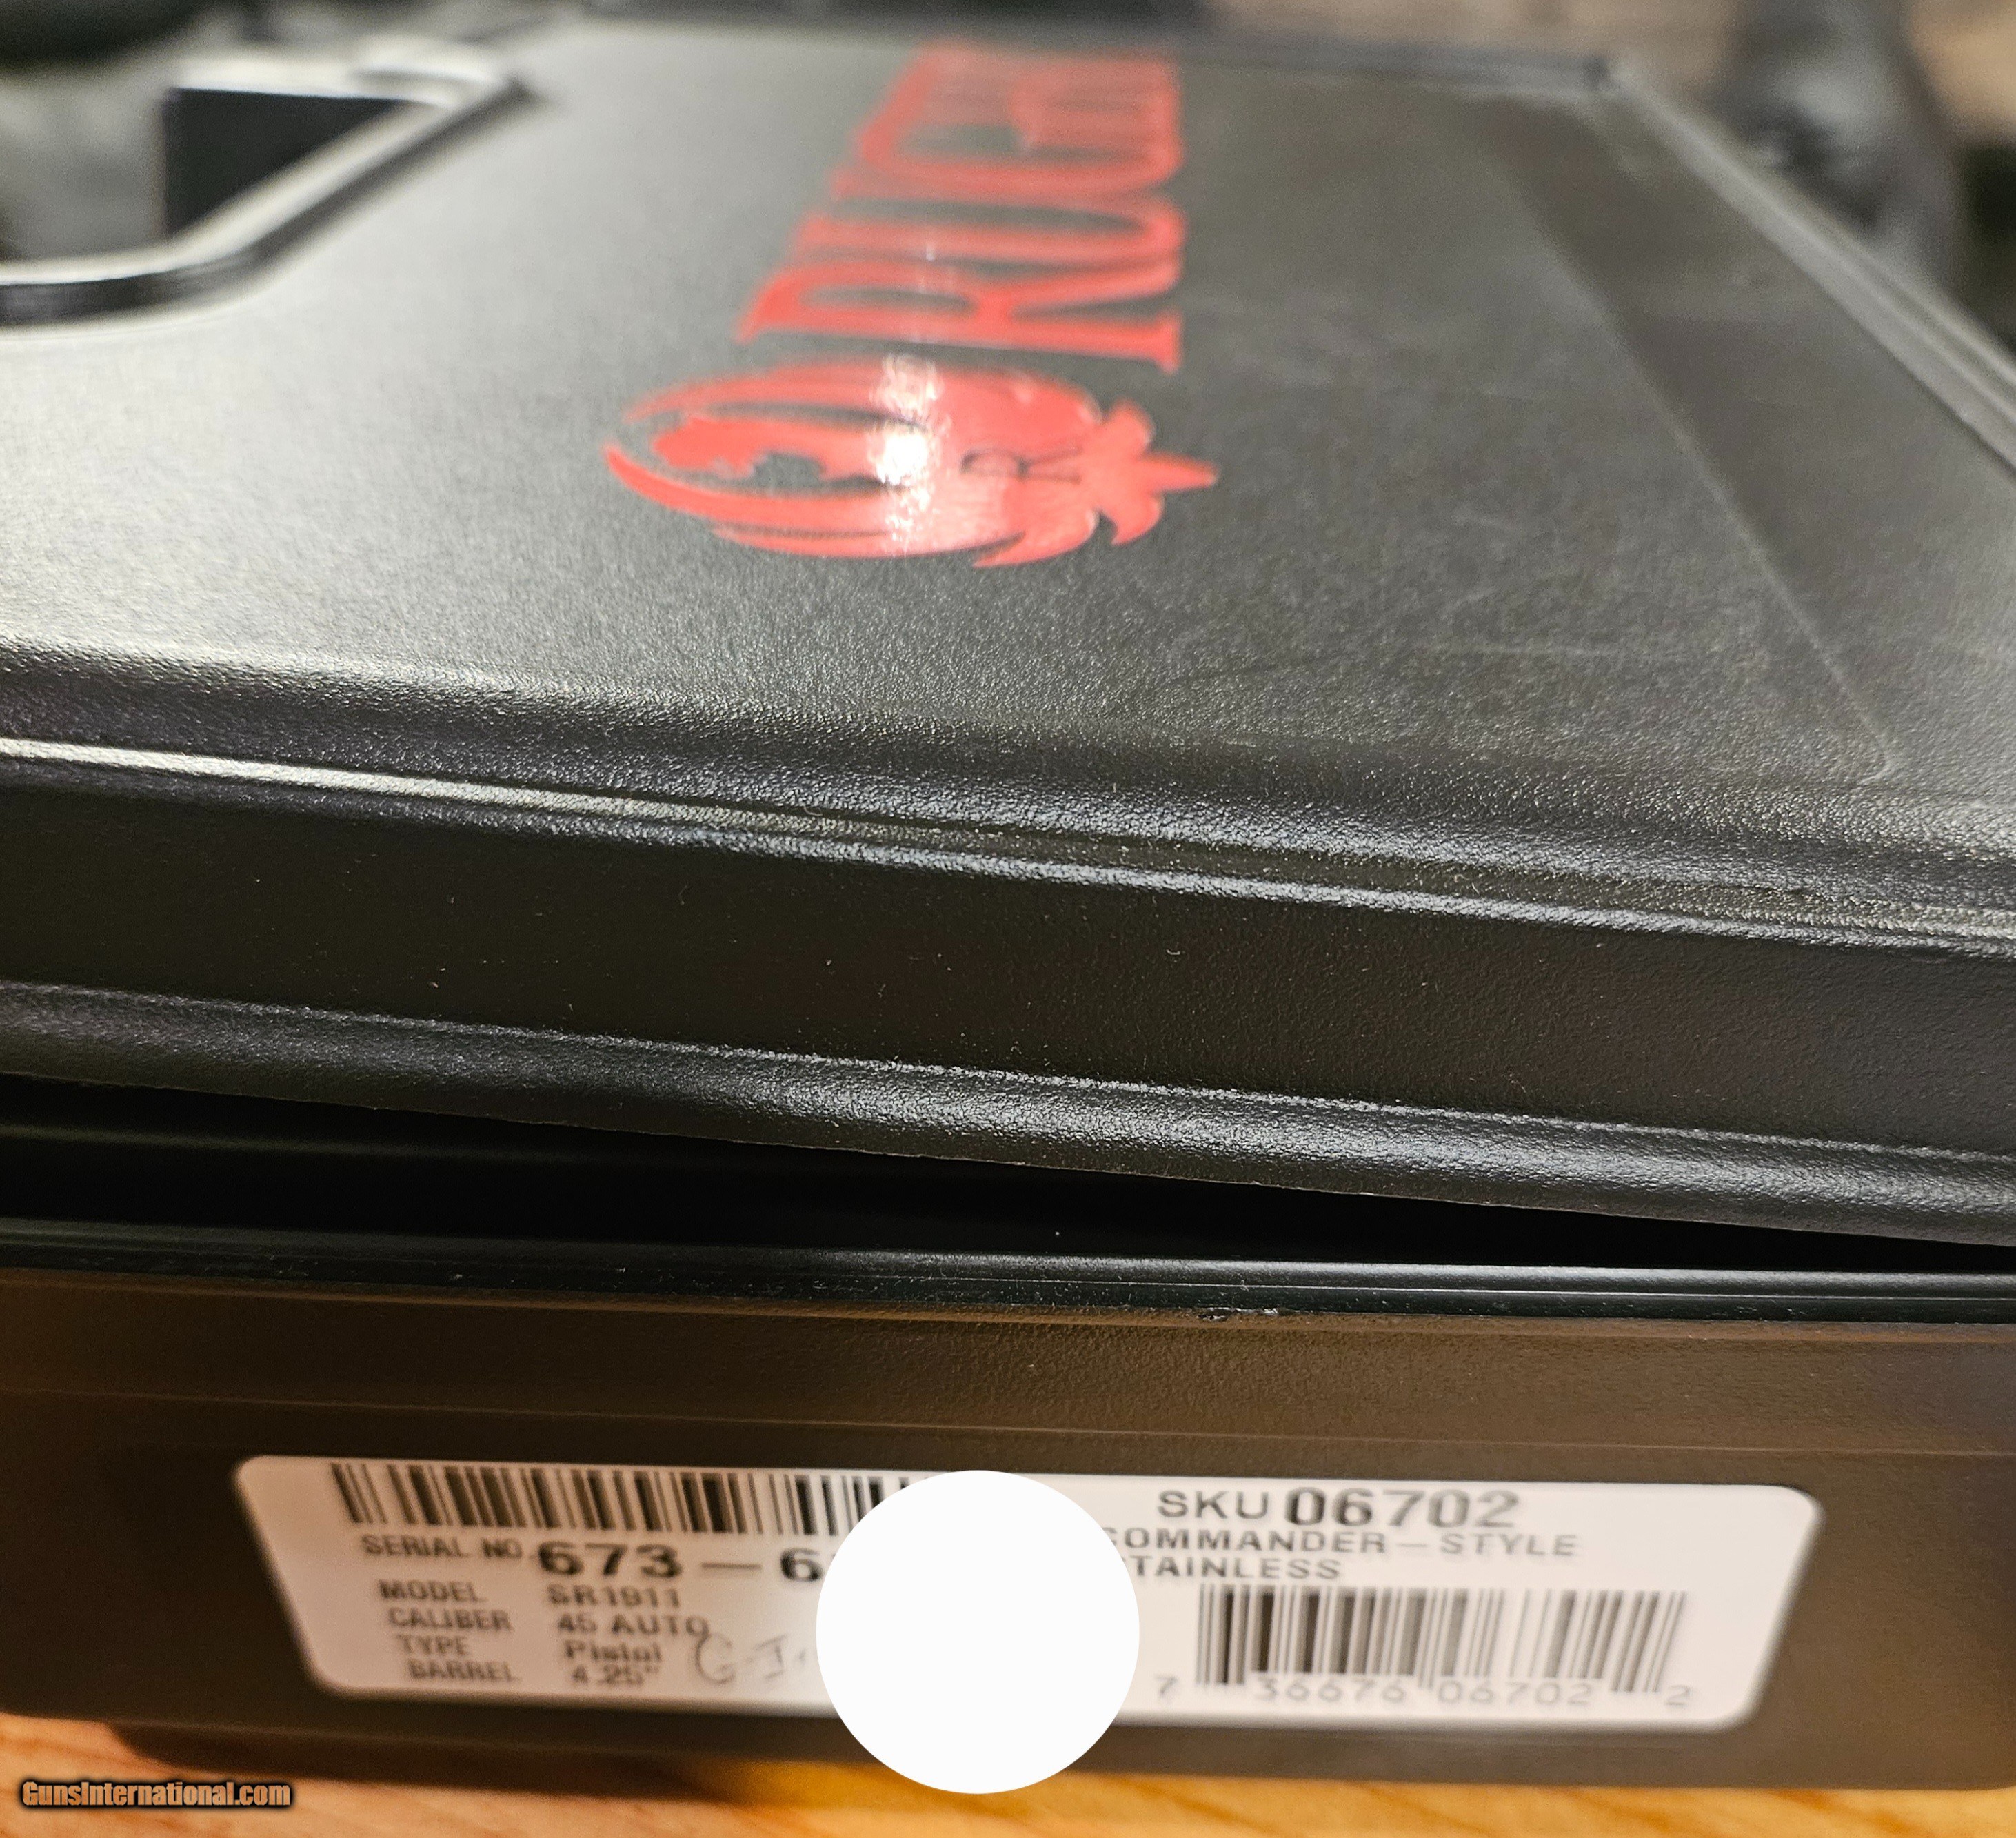 RUGER
SERIAL NO. 673-6
MODEL SR1911
CALIBER 45 AUTO
TYPE Pistol
BARREL 4.25"
SKU 06702
COMMANDER-STYLE
STAINLESS
7 36676 06702 2
GunsInternational.com